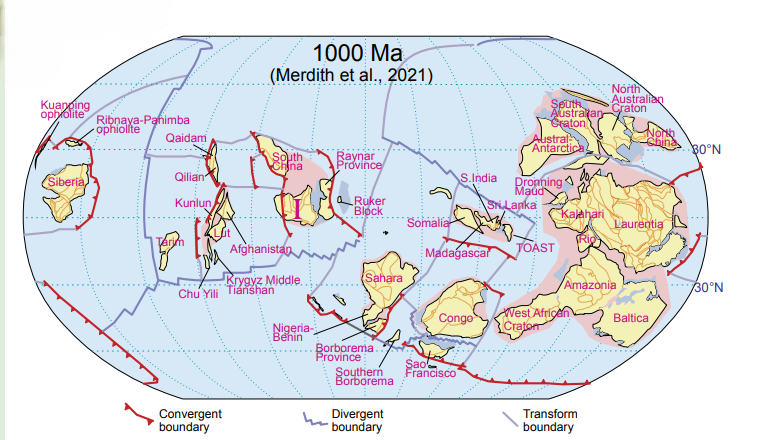 1000 Ma
(Merdith et al., 2021)
Kuanping
ophiolite
Ribnaya-Panimba
ophiolite
Siberia
Qaidam
Qilian
Kunlun
Tarim
Lut
Afghanistan
Chu Yili
Krygyz Middle
Tianshan
South
China
I
Raynar
Province
Ruker
Block
S.India
Sri Lanka
Somalia
Madagascar
TOAST
Sahara
Congo
Nigeria-
Benin
Borborema
Province
Southern
Borborema
Sao
Francisco
North
Australian
Craton
South
Australian
Craton
Austral-
Antarctica
North
China
30°N
Dronning
Maud
Kalahari
Laurentia
Rio
Amazonia
30°N
West African
Craton
Baltica
Convergent
boundary
Divergent
boundary
Transform
boundary